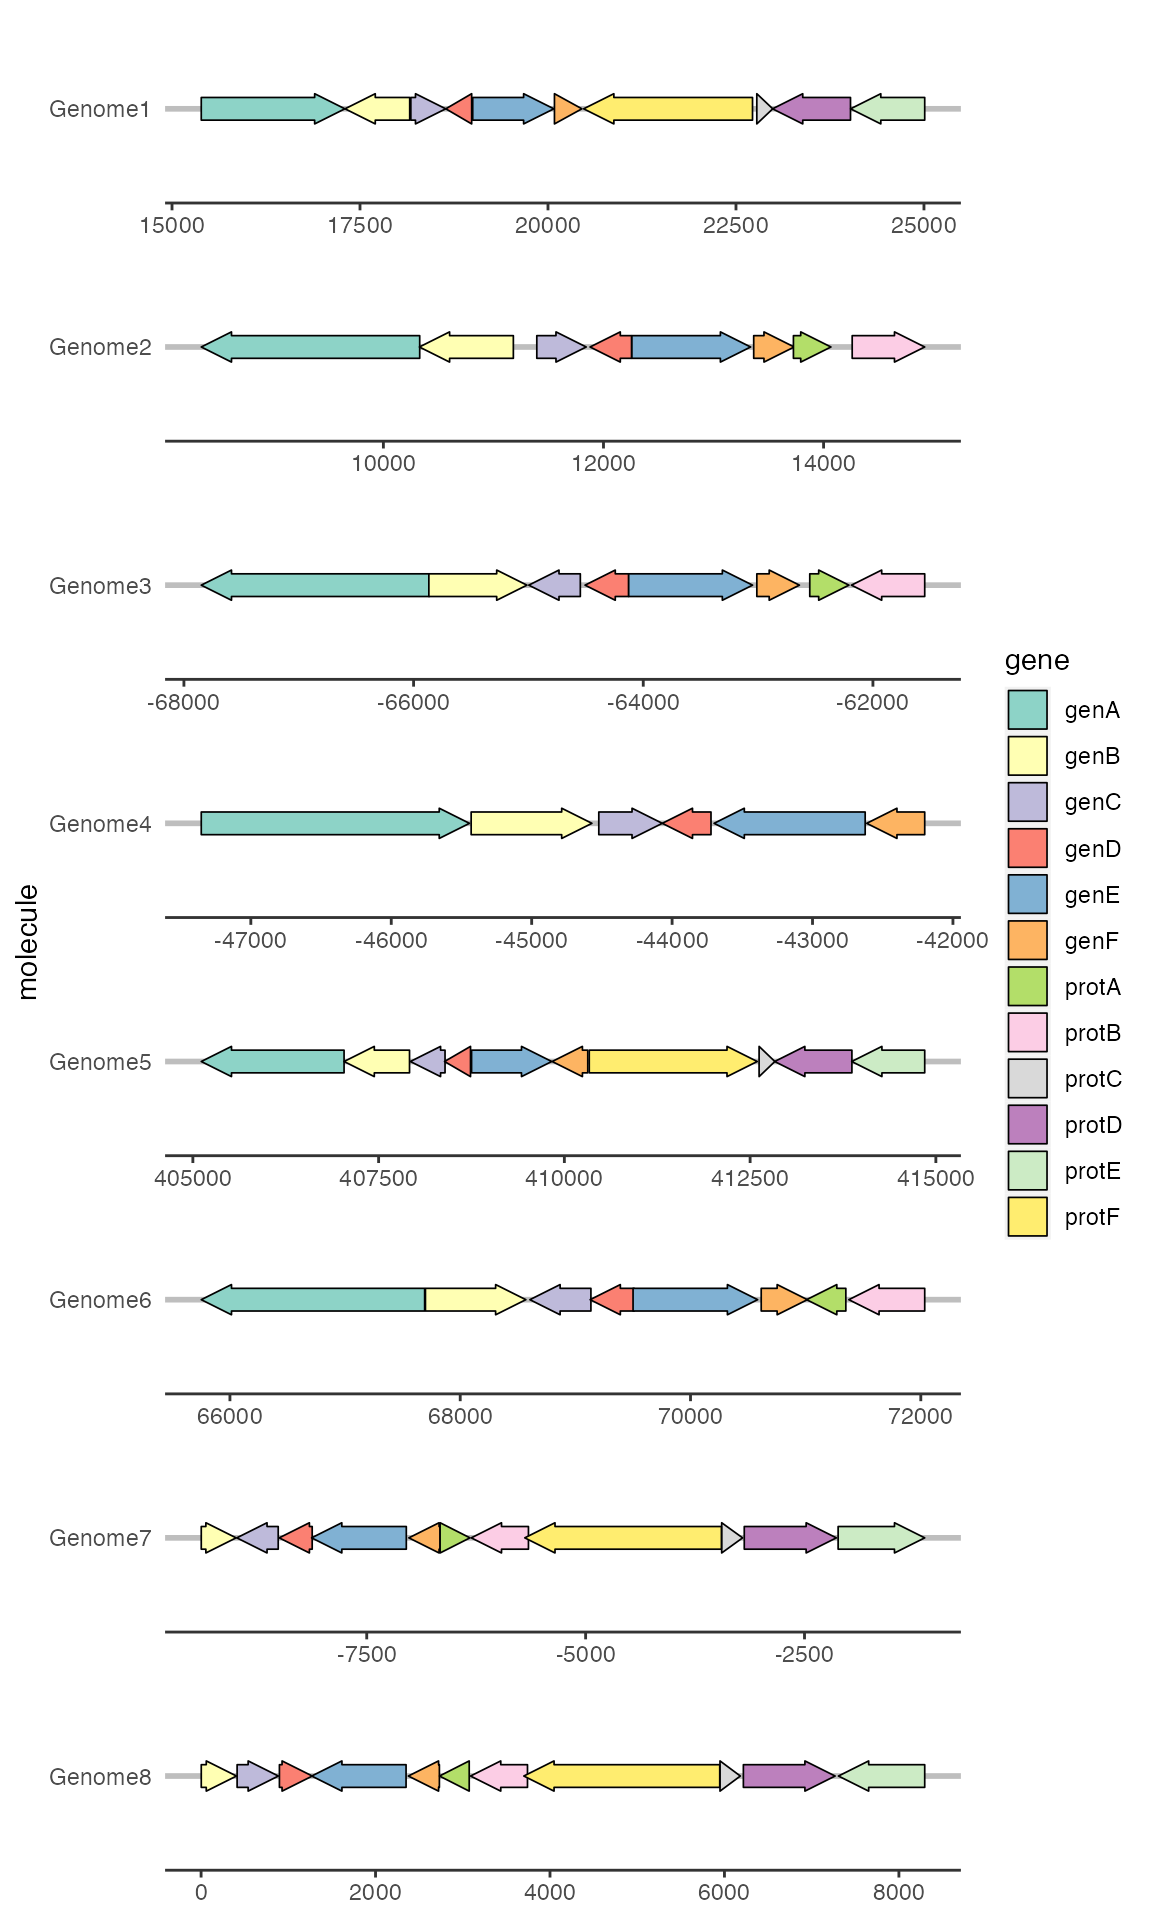 Genome1
15000 17500 20000 22500 25000
Genome2
10000 12000 14000
Genome3
-68000 -66000 -64000 -62000
Genome4
-47000 -46000 -45000 -44000 -43000 -42000
Genome5
405000 407500 410000 412500 415000
Genome6
66000 68000 70000 72000
Genome7
-7500 -5000 -2500
Genome8
0 2000 4000 6000 8000
molecule
gene
genA
genB
genC
genD
genE
genF
protA
protB
protC
protD
protE
protF